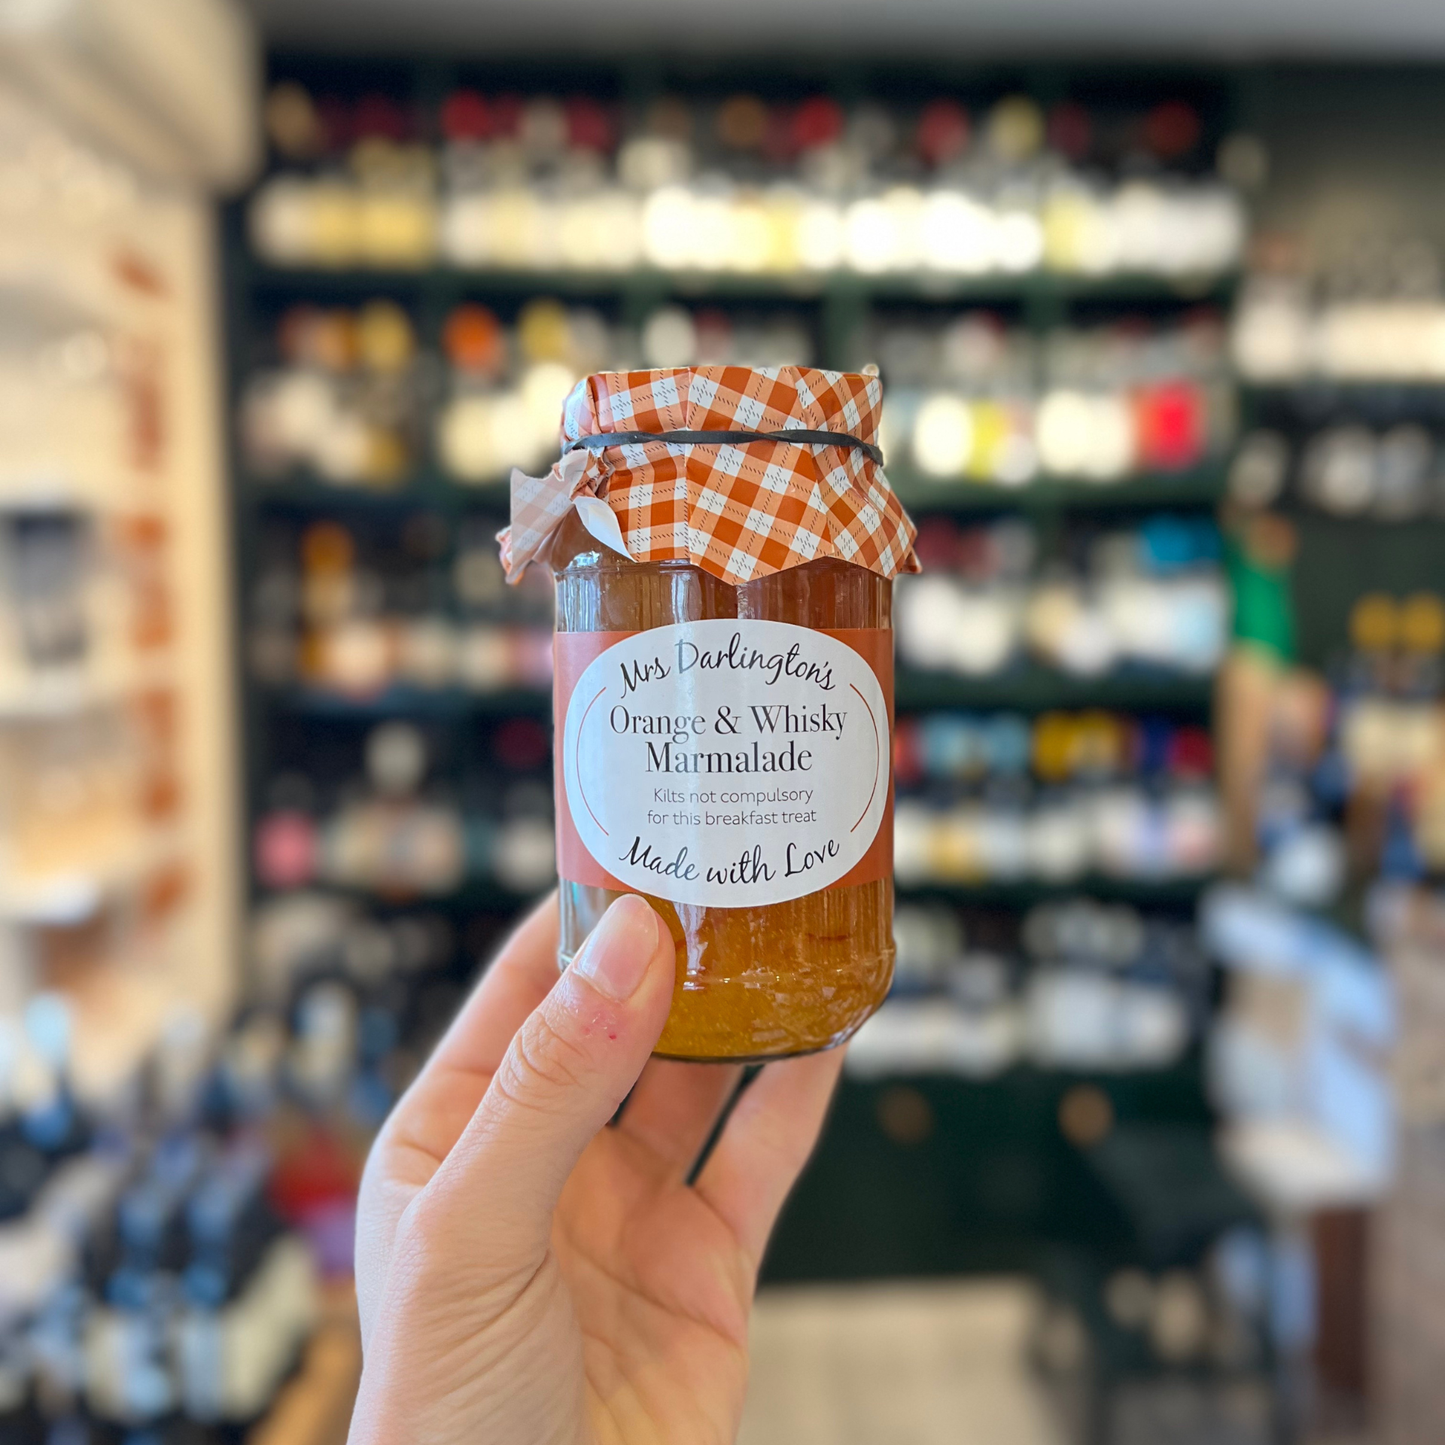 Mrs Darlington's
Orange & Whisky
Marmalade
Kilts not compulsory
for this breakfast treat
Made with Love